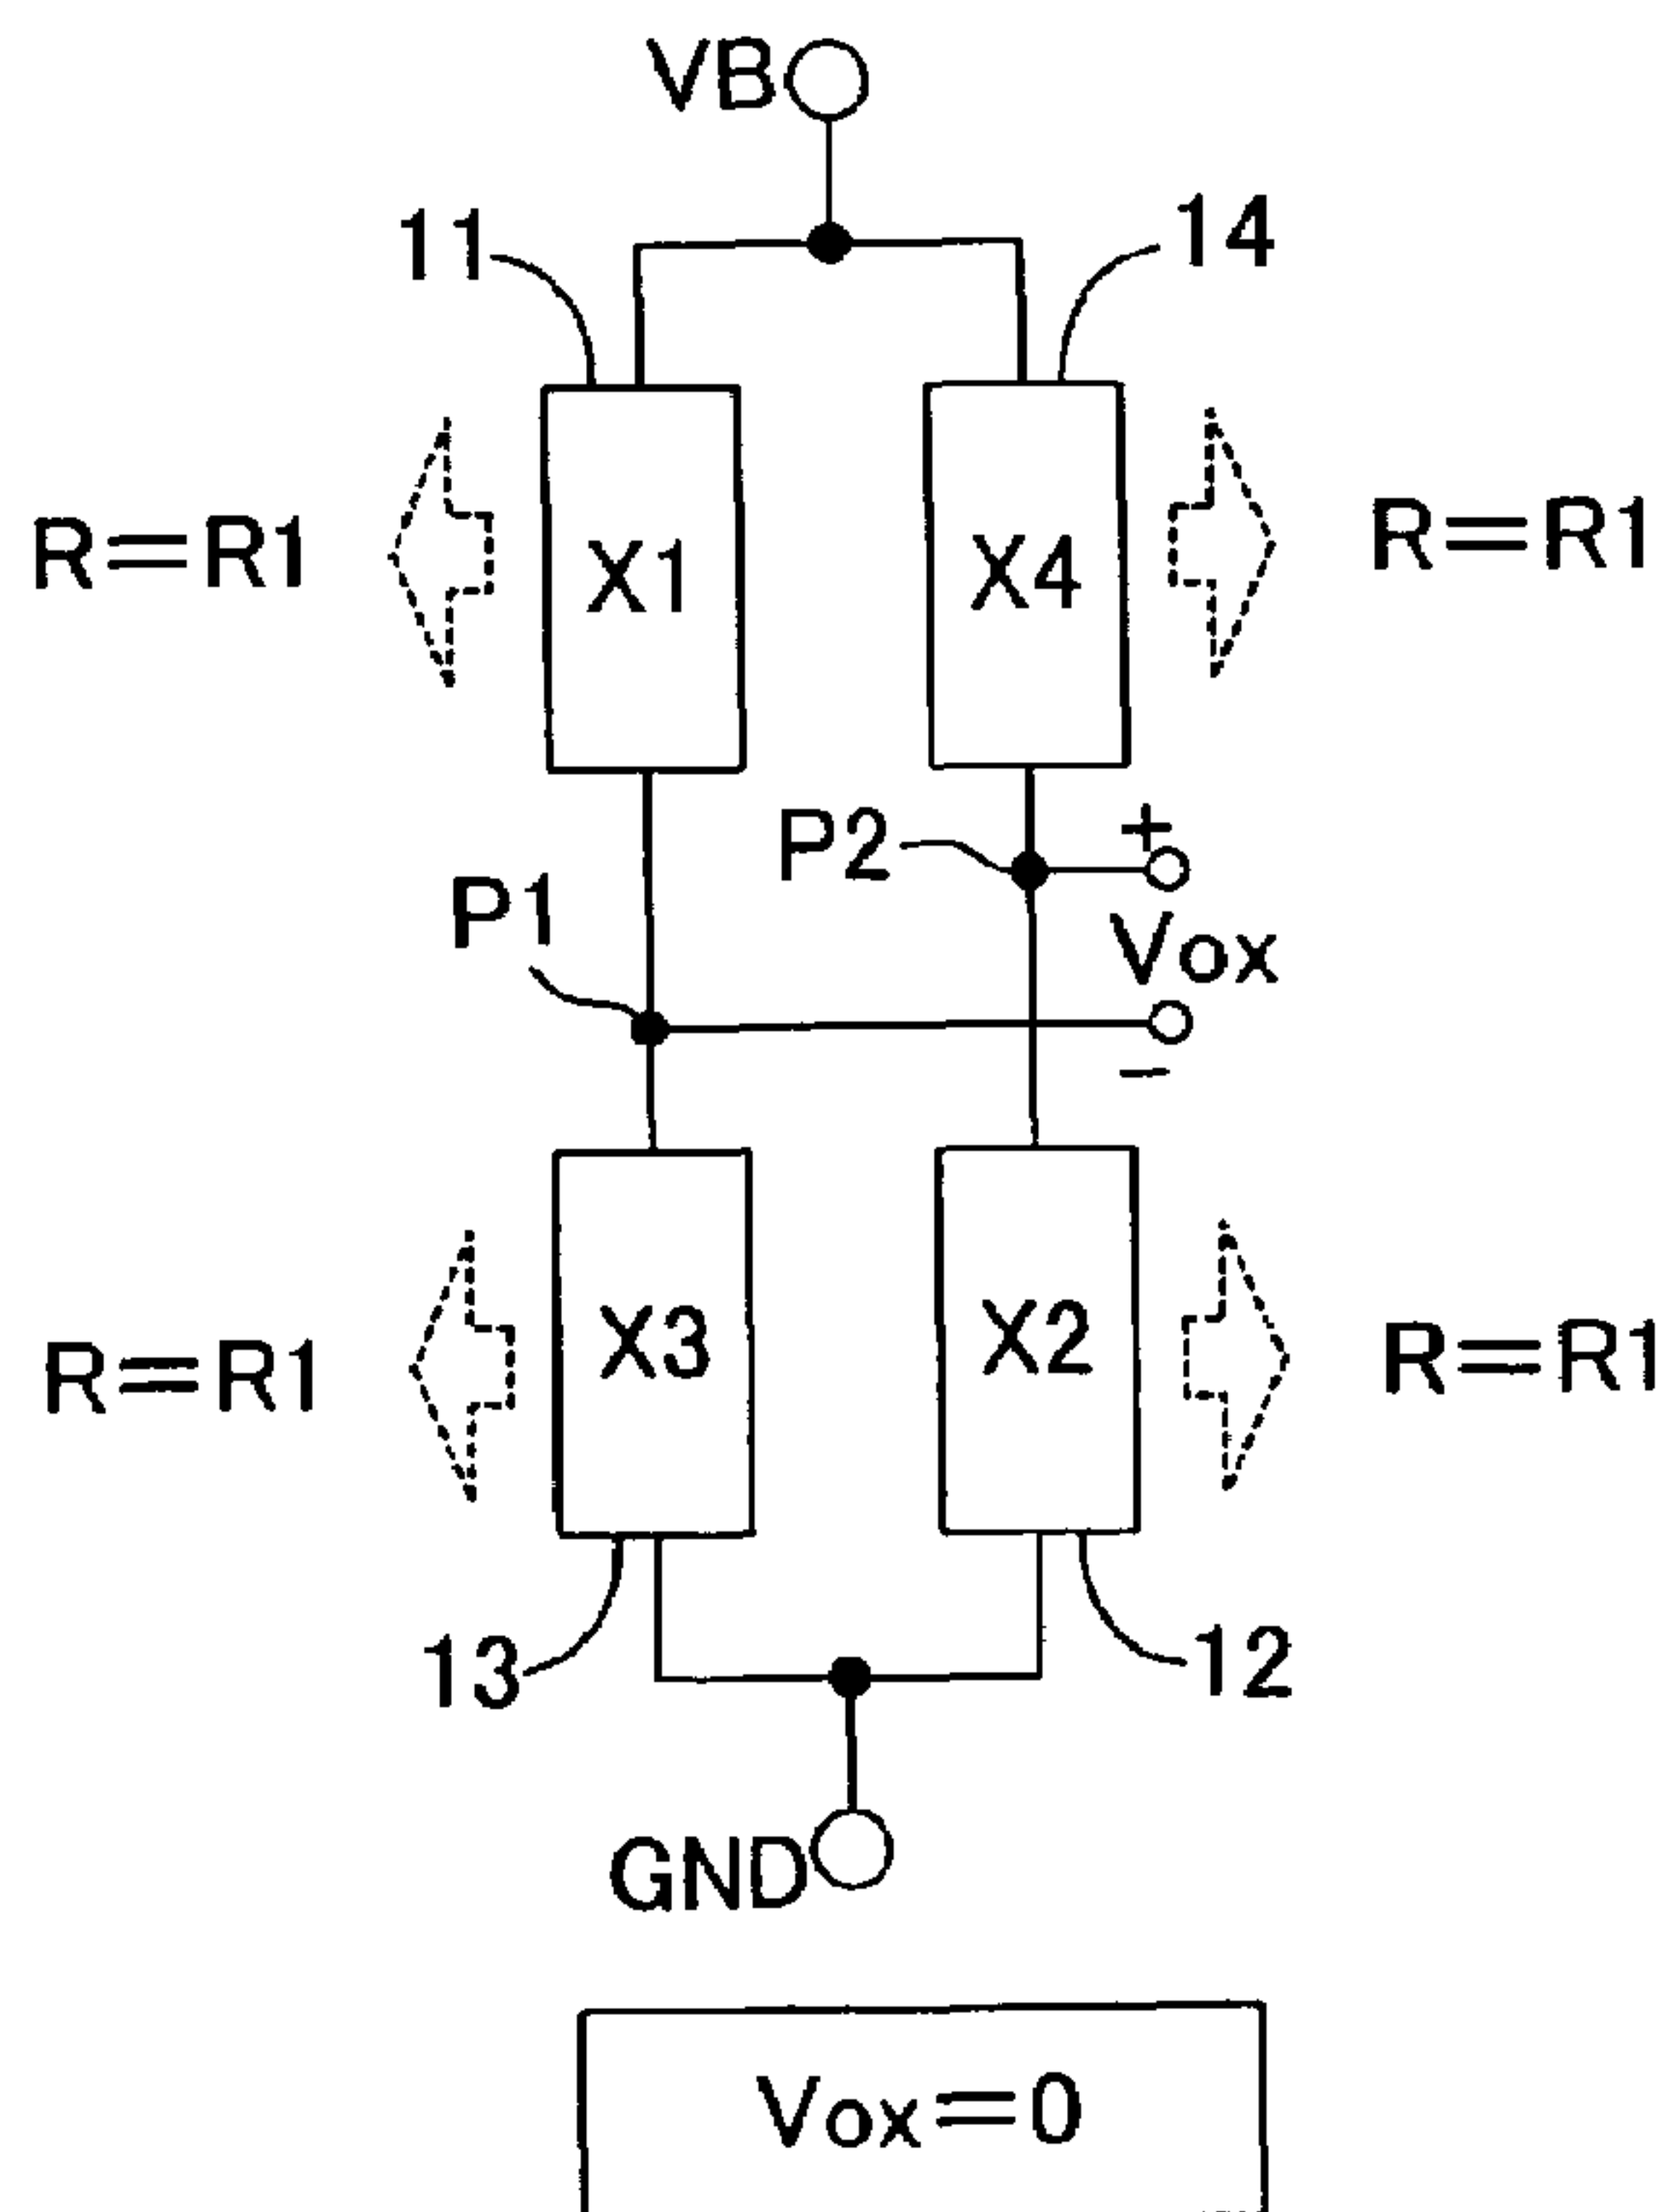 VB
11
14
R=R1
X1
X4
R=R1
P2
+
P1
Vox
−
R=R1
X3
X2
R=R1
13
12
GND
Vox=0